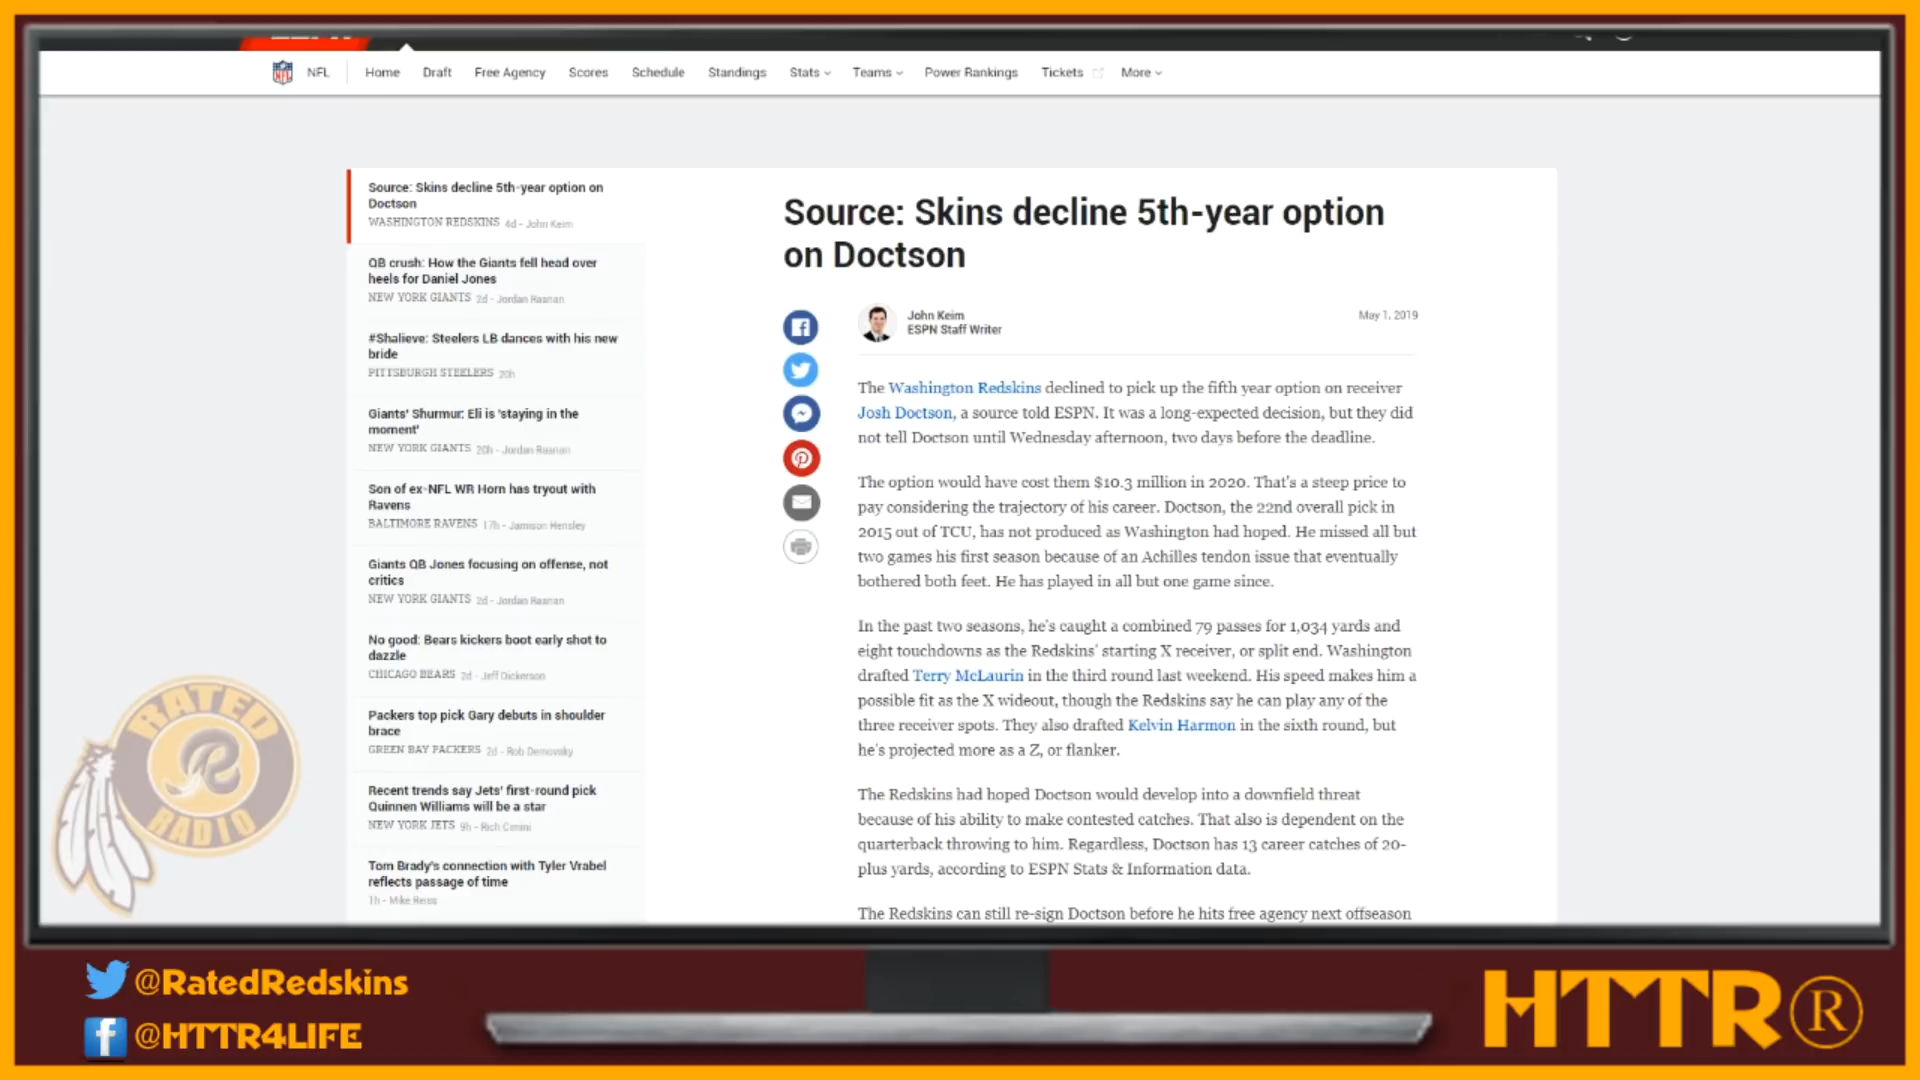 NFL Home Draft Free Agency Scores Schedule Standings Stats Teams Power Rankings Tickets More
Source: Skins decline 5th-year option on
Doctson
WASHINGTON REDSKINS 4d - John Keim
QB crush: How the Giants fell head over
heels for Daniel Jones
NEW YORK GIANTS 2d - Jordan Raanan
#Shalieve: Steelers LB dances with his new
bride
PITTSBURGH STEELERS 20h
Giants' Shurmur: Eli is 'staying in the
moment'
NEW YORK GIANTS 20h - Jordan Raanan
Son of ex-NFL WR Horn has tryout with
Ravens
BALTIMORE RAVENS 17h - Jamison Hensley
Giants QB Jones focusing on offense, not
critics
NEW YORK GIANTS 2d - Jordan Raanan
No good: Bears kickers boot early shot to
dazzle
CHICAGO BEARS 2d - Jeff Dickerson
Packers top pick Gary debuts in shoulder
brace
GREEN BAY PACKERS 2d - Rob Demovsky
Recent trends say Jets' first-round pick
Quinnen Williams will be a star
NEW YORK JETS 9h - Rich Cimini
Tom Brady's connection with Tyler Vrabel
reflects passage of time
1h - Mike Reiss
Source: Skins decline 5th-year option
on Doctson
John Keim
ESPN Staff Writer
May 1, 2019
The Washington Redskins declined to pick up the fifth year option on receiver
Josh Doctson, a source told ESPN. It was a long-expected decision, but they did
not tell Doctson until Wednesday afternoon, two days before the deadline.
The option would have cost them $10.3 million in 2020. That's a steep price to
pay considering the trajectory of his career. Doctson, the 22nd overall pick in
2015 out of TCU, has not produced as Washington had hoped. He missed all but
two games his first season because of an Achilles tendon issue that eventually
bothered both feet. He has played in all but one game since.
In the past two seasons, he's caught a combined 79 passes for 1,034 yards and
eight touchdowns as the Redskins' starting X receiver, or split end. Washington
drafted Terry McLaurin in the third round last weekend. His speed makes him a
possible fit as the X wideout, though the Redskins say he can play any of the
three receiver spots. They also drafted Kelvin Harmon in the sixth round, but
he's projected more as a Z, or flanker.
The Redskins had hoped Doctson would develop into a downfield threat
because of his ability to make contested catches. That also is dependent on the
quarterback throwing to him. Regardless, Doctson has 13 career catches of 20-
plus yards, according to ESPN Stats & Information data.
The Redskins can still re-sign Doctson before he hits free agency next offseason
RATED
R
RADIO
@RatedRedskins
@HTTR4LIFE
HTTR®